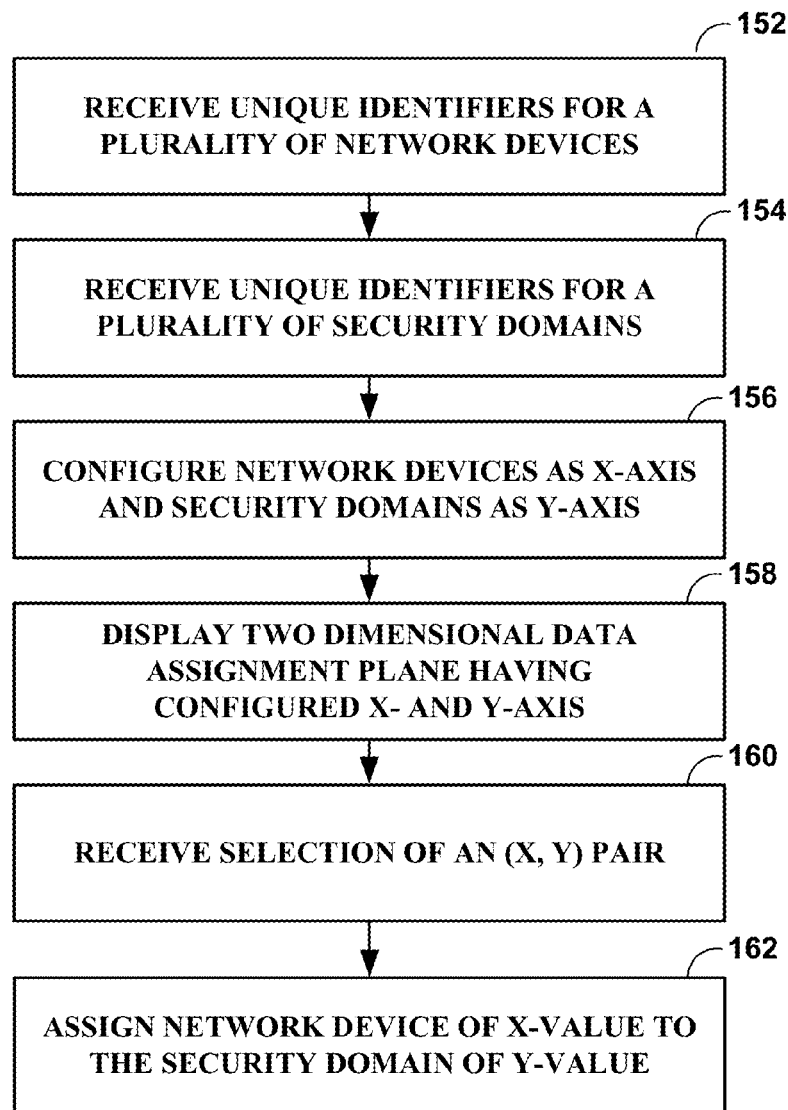 152
RECEIVE UNIQUE IDENTIFIERS FOR A
PLURALITY OF NETWORK DEVICES
154
RECEIVE UNIQUE IDENTIFIERS FOR A
PLURALITY OF SECURITY DOMAINS
156
CONFIGURE NETWORK DEVICES AS X-AXIS
AND SECURITY DOMAINS AS Y-AXIS
158
DISPLAY TWO DIMENSIONAL DATA
ASSIGNMENT PLANE HAVING
CONFIGURED X- AND Y-AXIS
160
RECEIVE SELECTION OF AN (X, Y) PAIR
162
ASSIGN NETWORK DEVICE OF X-VALUE TO
THE SECURITY DOMAIN OF Y-VALUE